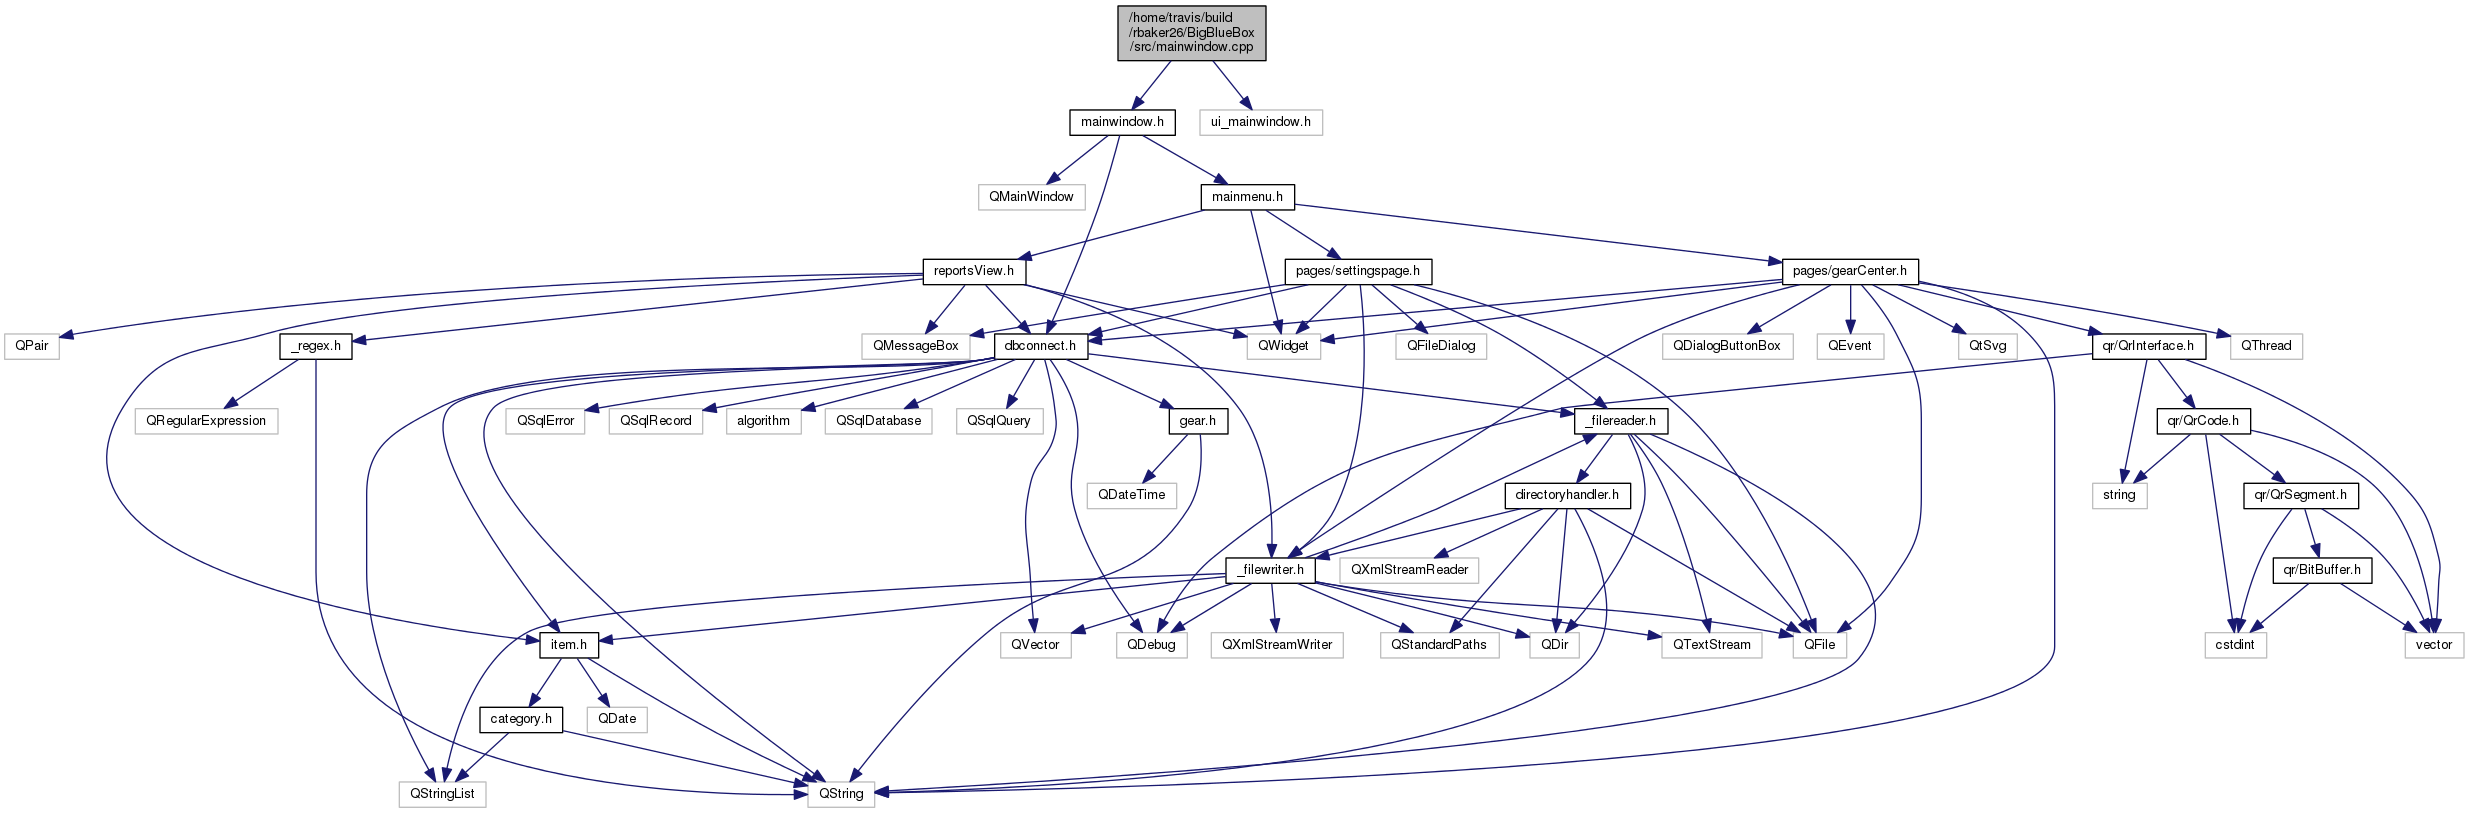 /home/travis/build
/rbaker26/BigBlueBox
/src/mainwindow.cpp
mainwindow.h
ui_mainwindow.h
QMainWindow
mainmenu.h
reportsView.h
pages/settingspage.h
pages/gearCenter.h
QPair
_regex.h
QMessageBox
dbconnect.h
QWidget
QFileDialog
QDialogButtonBox
QEvent
QtSvg
qr/QrInterface.h
QThread
QRegularExpression
QSqlError
QSqlRecord
algorithm
QSqlDatabase
QSqlQuery
gear.h
_filereader.h
qr/QrCode.h
QDateTime
directoryhandler.h
string
qr/QrSegment.h
_filewriter.h
QXmlStreamReader
qr/BitBuffer.h
item.h
QVector
QDebug
QXmlStreamWriter
QStandardPaths
QDir
QTextStream
QFile
cstdint
vector
category.h
QDate
QStringList
QString